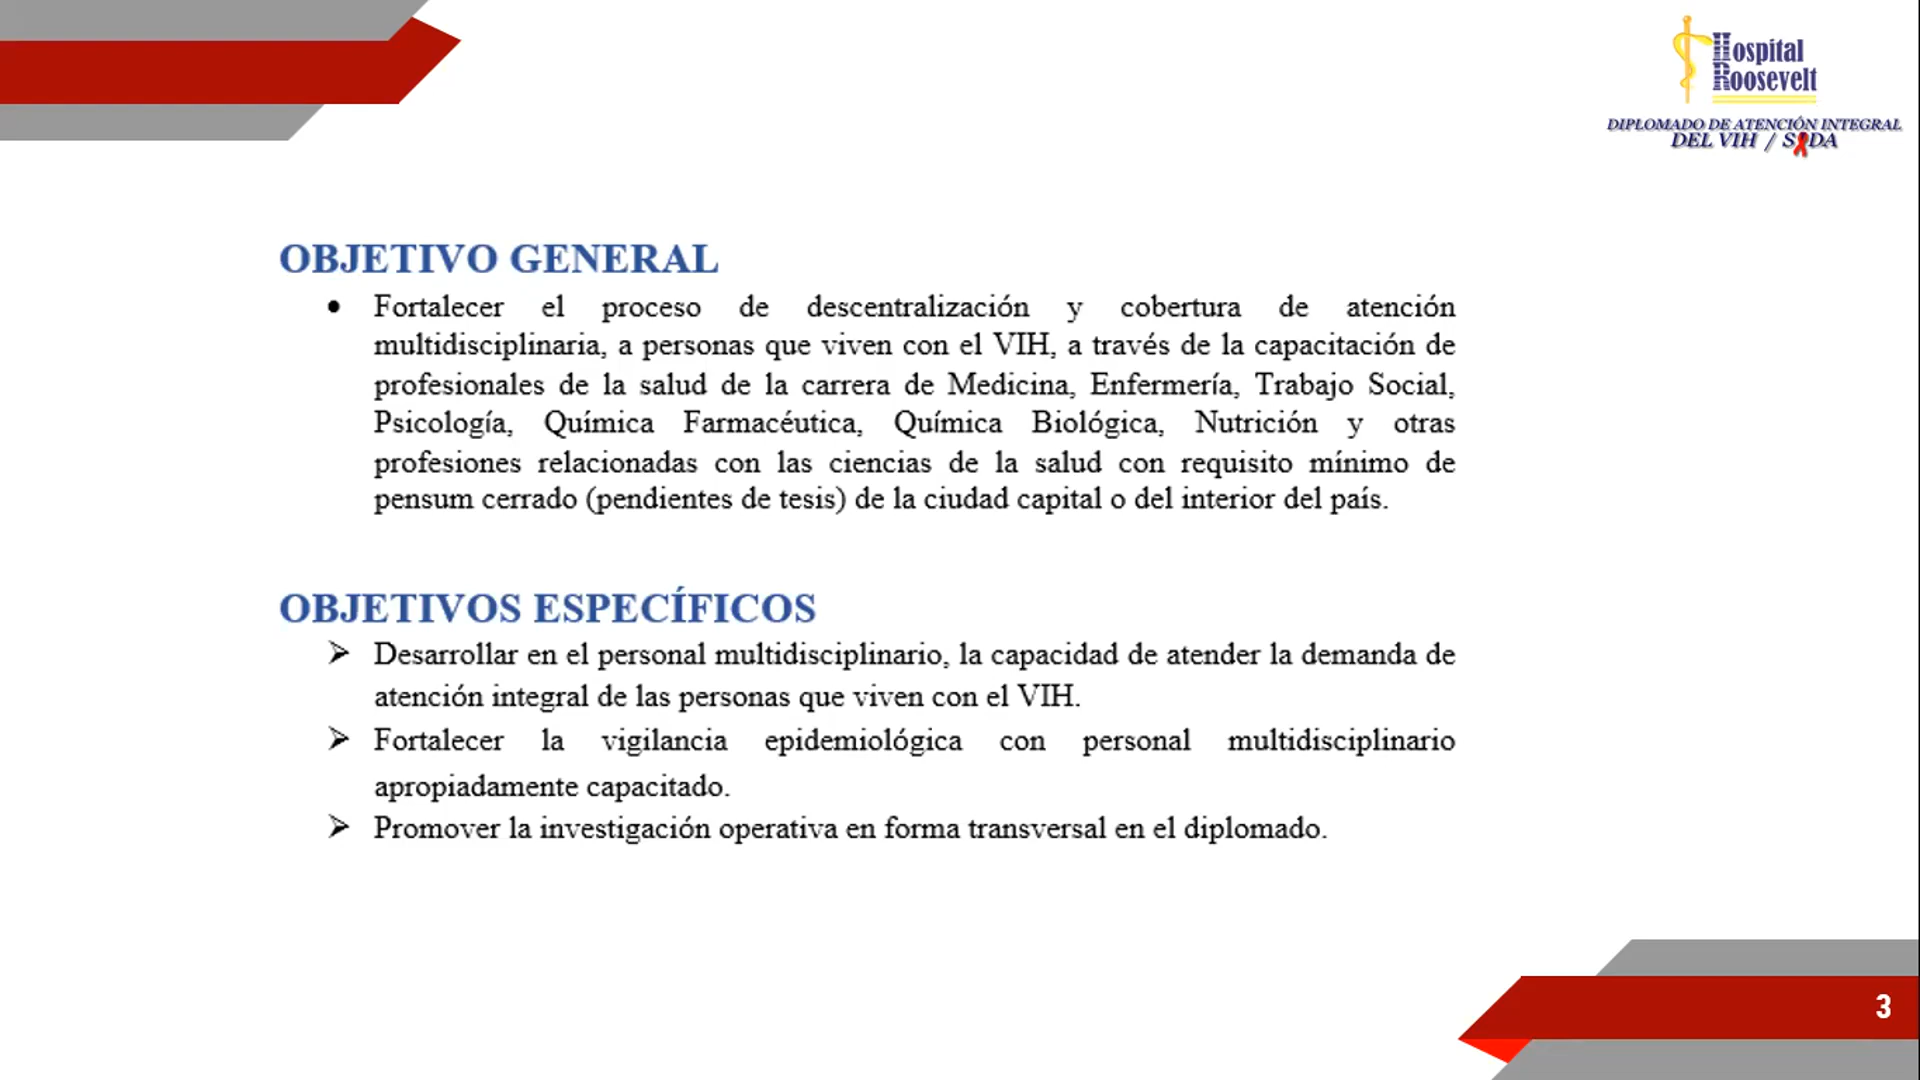 Hospital
Roosevelt
DIPLOMADO DE ATENCIÓN INTEGRAL
DEL VIH / SIDA
OBJETIVO GENERAL
• Fortalecer el proceso de descentralización y cobertura de atención
multidisciplinaria, a personas que viven con el VIH, a través de la capacitación de
profesionales de la salud de la carrera de Medicina, Enfermería, Trabajo Social,
Psicología, Química Farmacéutica, Química Biológica, Nutrición y otras
profesiones relacionadas con las ciencias de la salud con requisito mínimo de
pensum cerrado (pendientes de tesis) de la ciudad capital o del interior del país.
OBJETIVOS ESPECÍFICOS
➢ Desarrollar en el personal multidisciplinario, la capacidad de atender la demanda de
atención integral de las personas que viven con el VIH.
➢ Fortalecer la vigilancia epidemiológica con personal multidisciplinario
apropiadamente capacitado.
➢ Promover la investigación operativa en forma transversal en el diplomado.
3